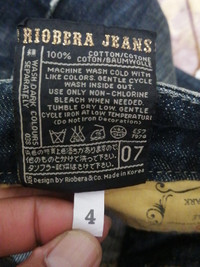 RIOBERA JEANS
100% COTTON/COTONE
COTON/BAUMWOLLE
WASH DARK COLOURS
SEPARATELY
MACHINE WASH COLD WITH
LIKE COLORS. GENTLE CYCLE
WASH INSIDE OUT.
USE ONLY NON-CHLORINE
BLEACH WHEN NEEDED.
TUMBLE DRY LOW GENTLE
CYCLE IRON AT LOW TEMPERATURE
(Do Not Iron Decoration)
07
Design by Riobera &Co. Made in Korea
4